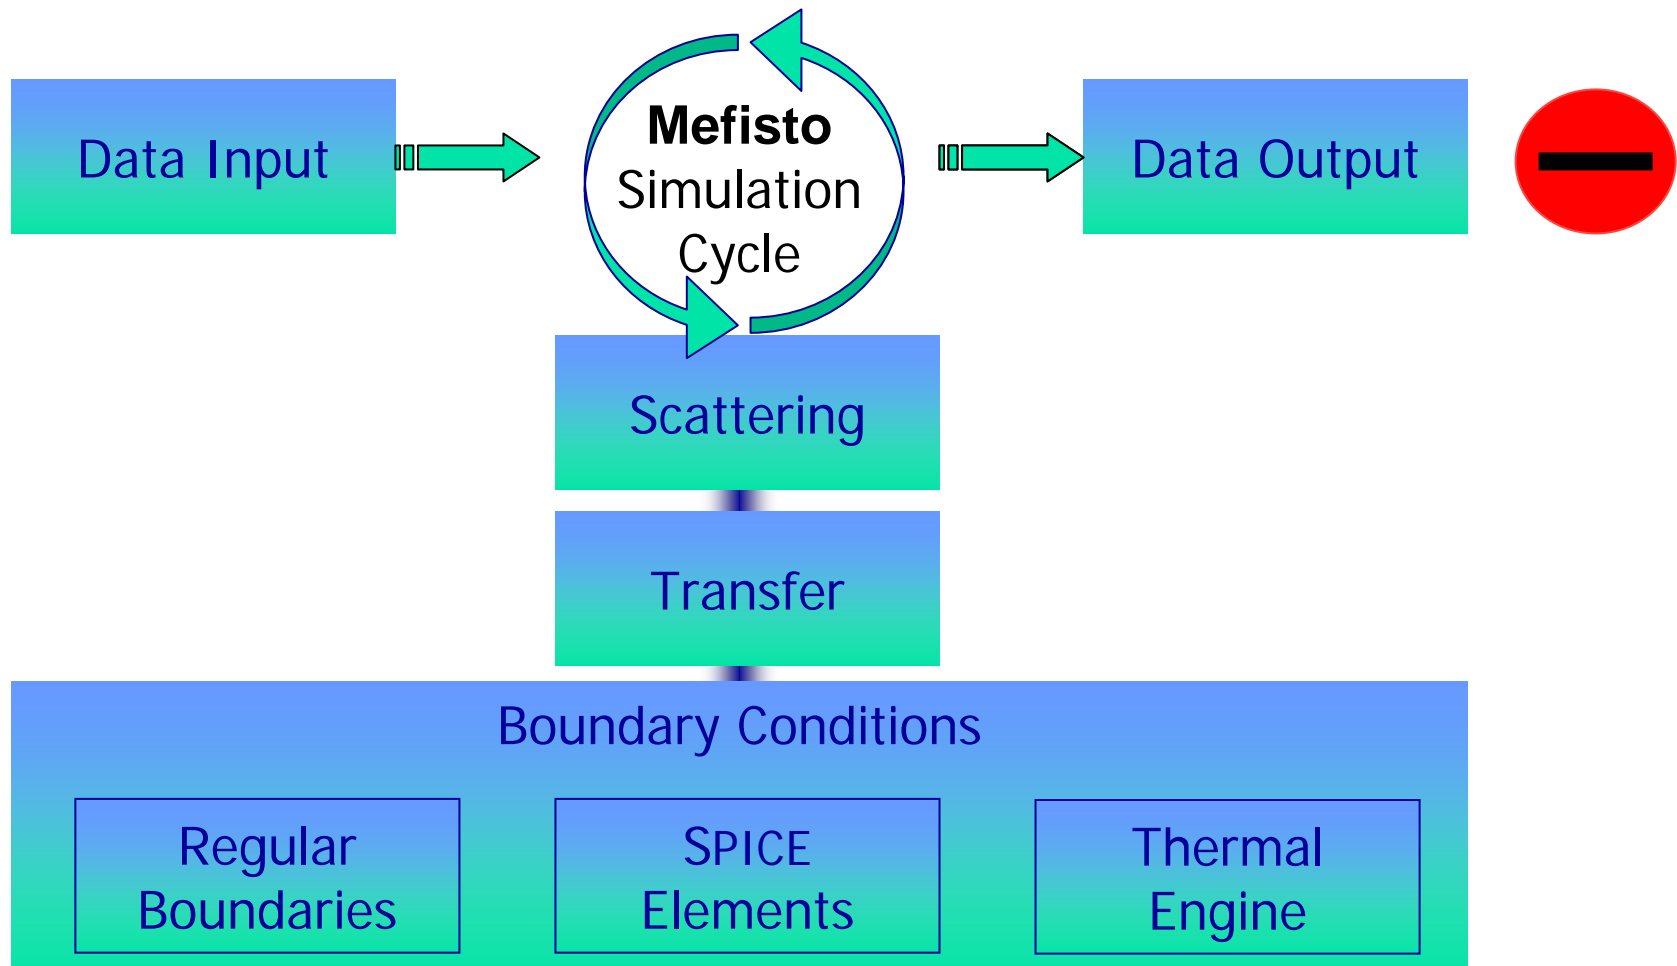 Data Input
Mefisto
Simulation
Cycle
Data Output
Scattering
Transfer
Boundary Conditions
Regular
Boundaries
SPICE
Elements
Thermal
Engine